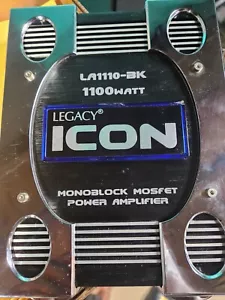 LA1110-BK
1100WATT
LEGACY®
ICON
MONOBLOCK MOSFET
POWER AMPLIFIER